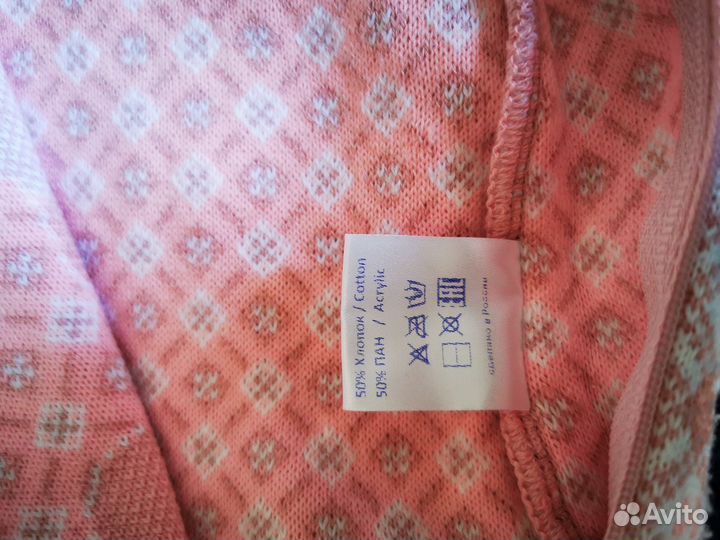 50% Хлопок / Cotton
50% ПАН / Acrylic
сделано в России
Avito